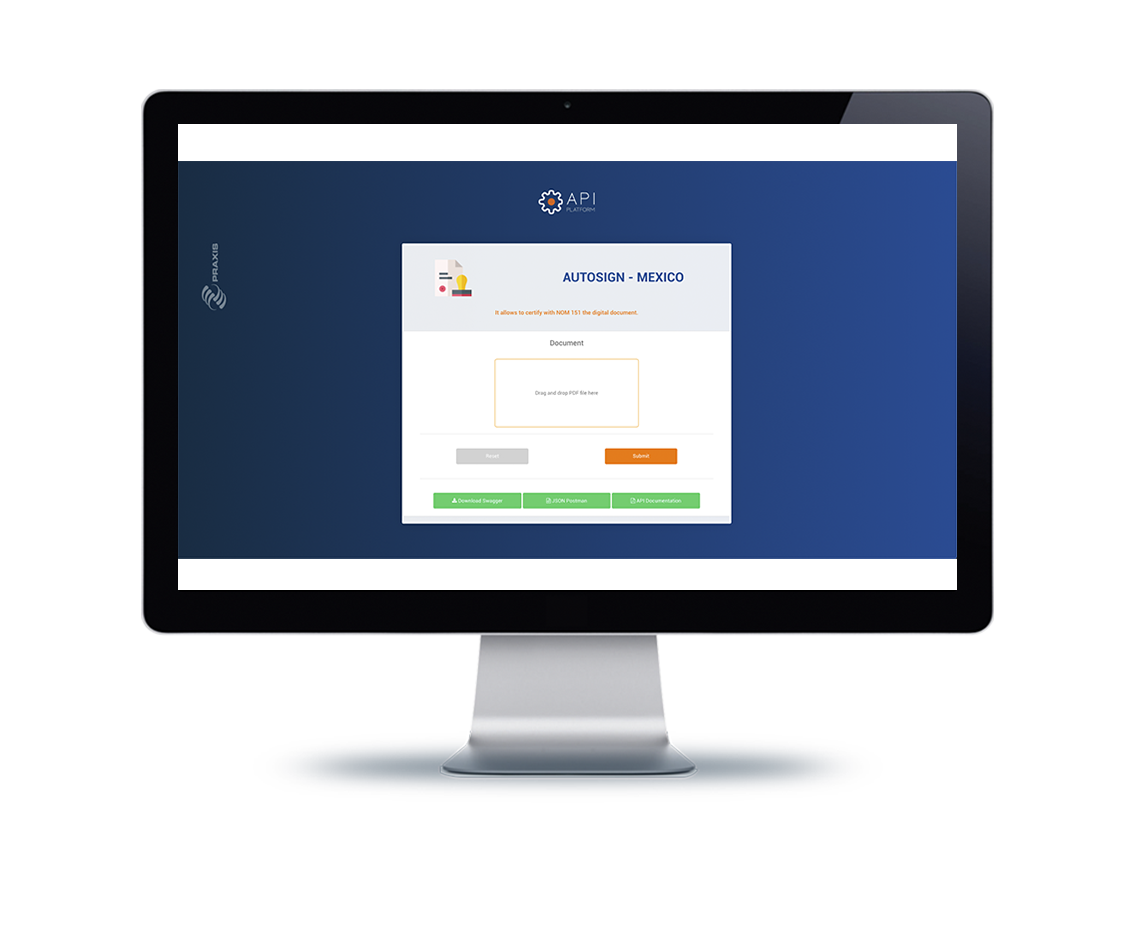 API
PLATFORM
PRAXIS
AUTOSIGN - MEXICO
It allows to certify with NOM 151 the digital document.
Document
Drag and drop PDF file here
Reset
Submit
Download Swagger
JSON Postman
API Documentation